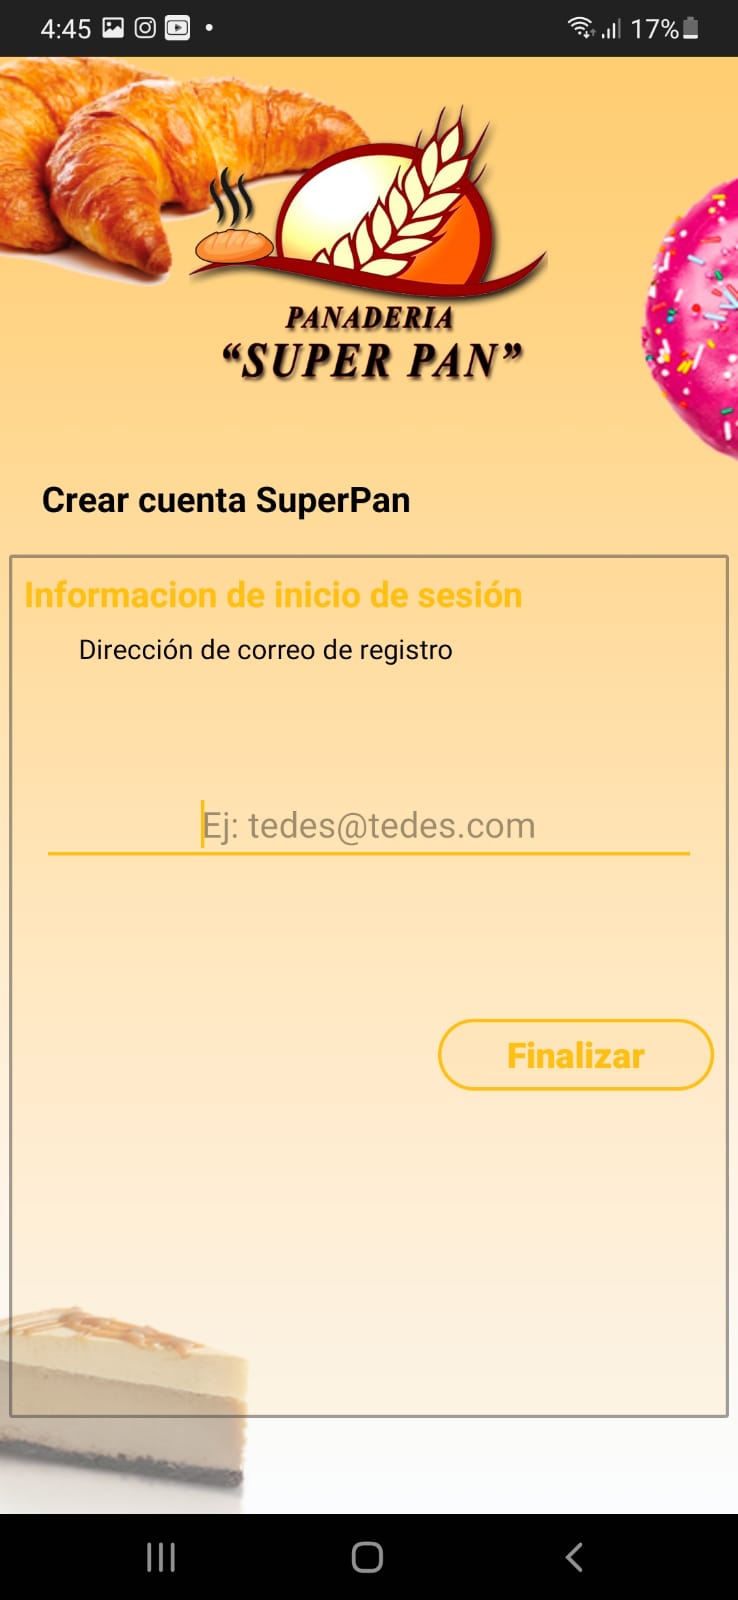 4:45
17%
PANADERIA
“SUPER PAN”
Crear cuenta SuperPan
Informacion de inicio de sesión
Dirección de correo de registro
Ej: tedes@tedes.com
Finalizar